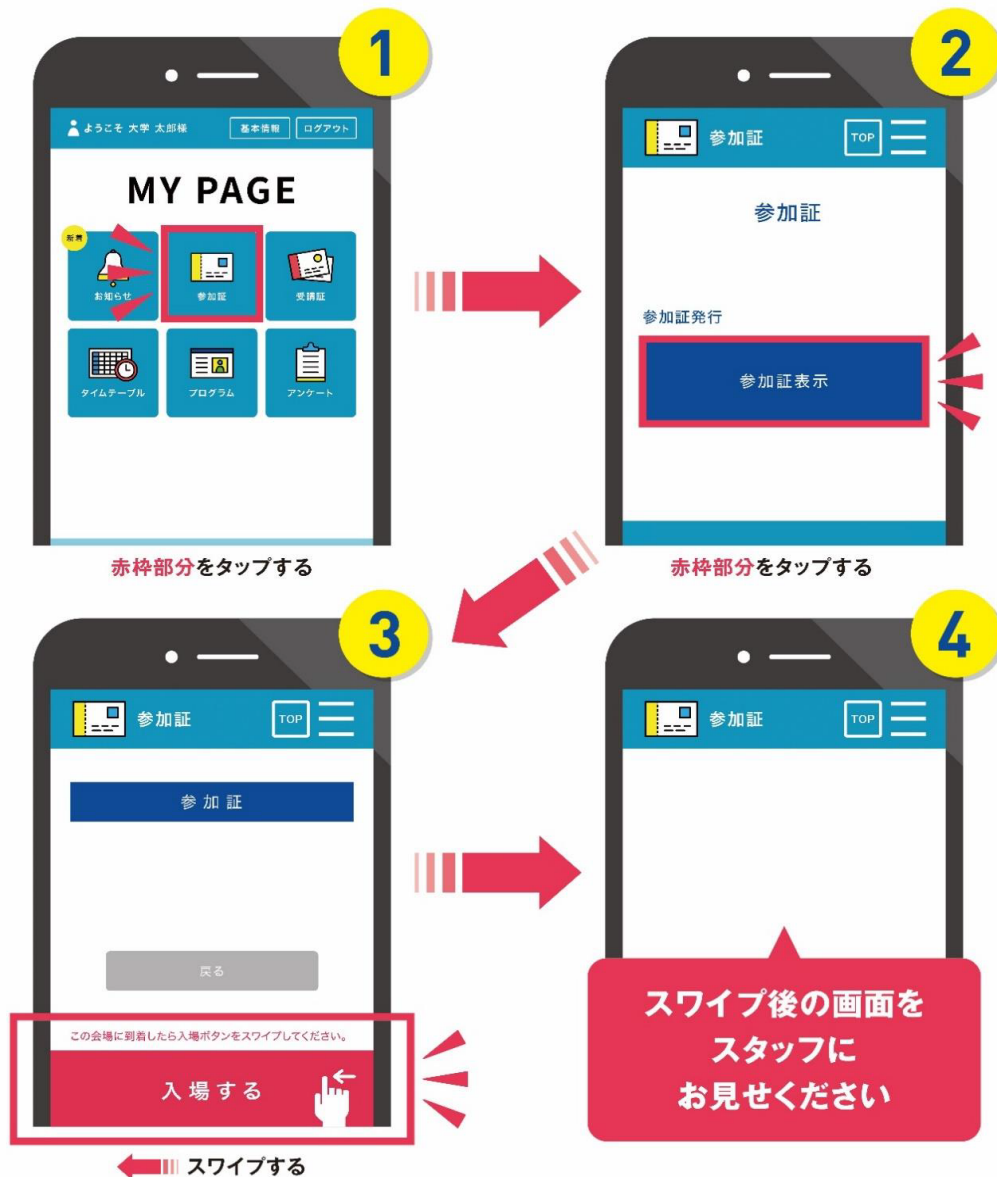 1
ようこそ 大学 太郎様 基本情報 ログアウト
MY PAGE
新着
お知らせ 参加証 受講証
タイムテーブル プログラム アンケート
赤枠部分をタップする
2
参加証 TOP
参加証
参加証発行
参加証表示
赤枠部分をタップする
3
参加証 TOP
参加証
戻る
この会場に到着したら入場ボタンをスワイプしてください。
入場する
スワイプする
4
参加証 TOP
スワイプ後の画面を
スタッフに
お見せください